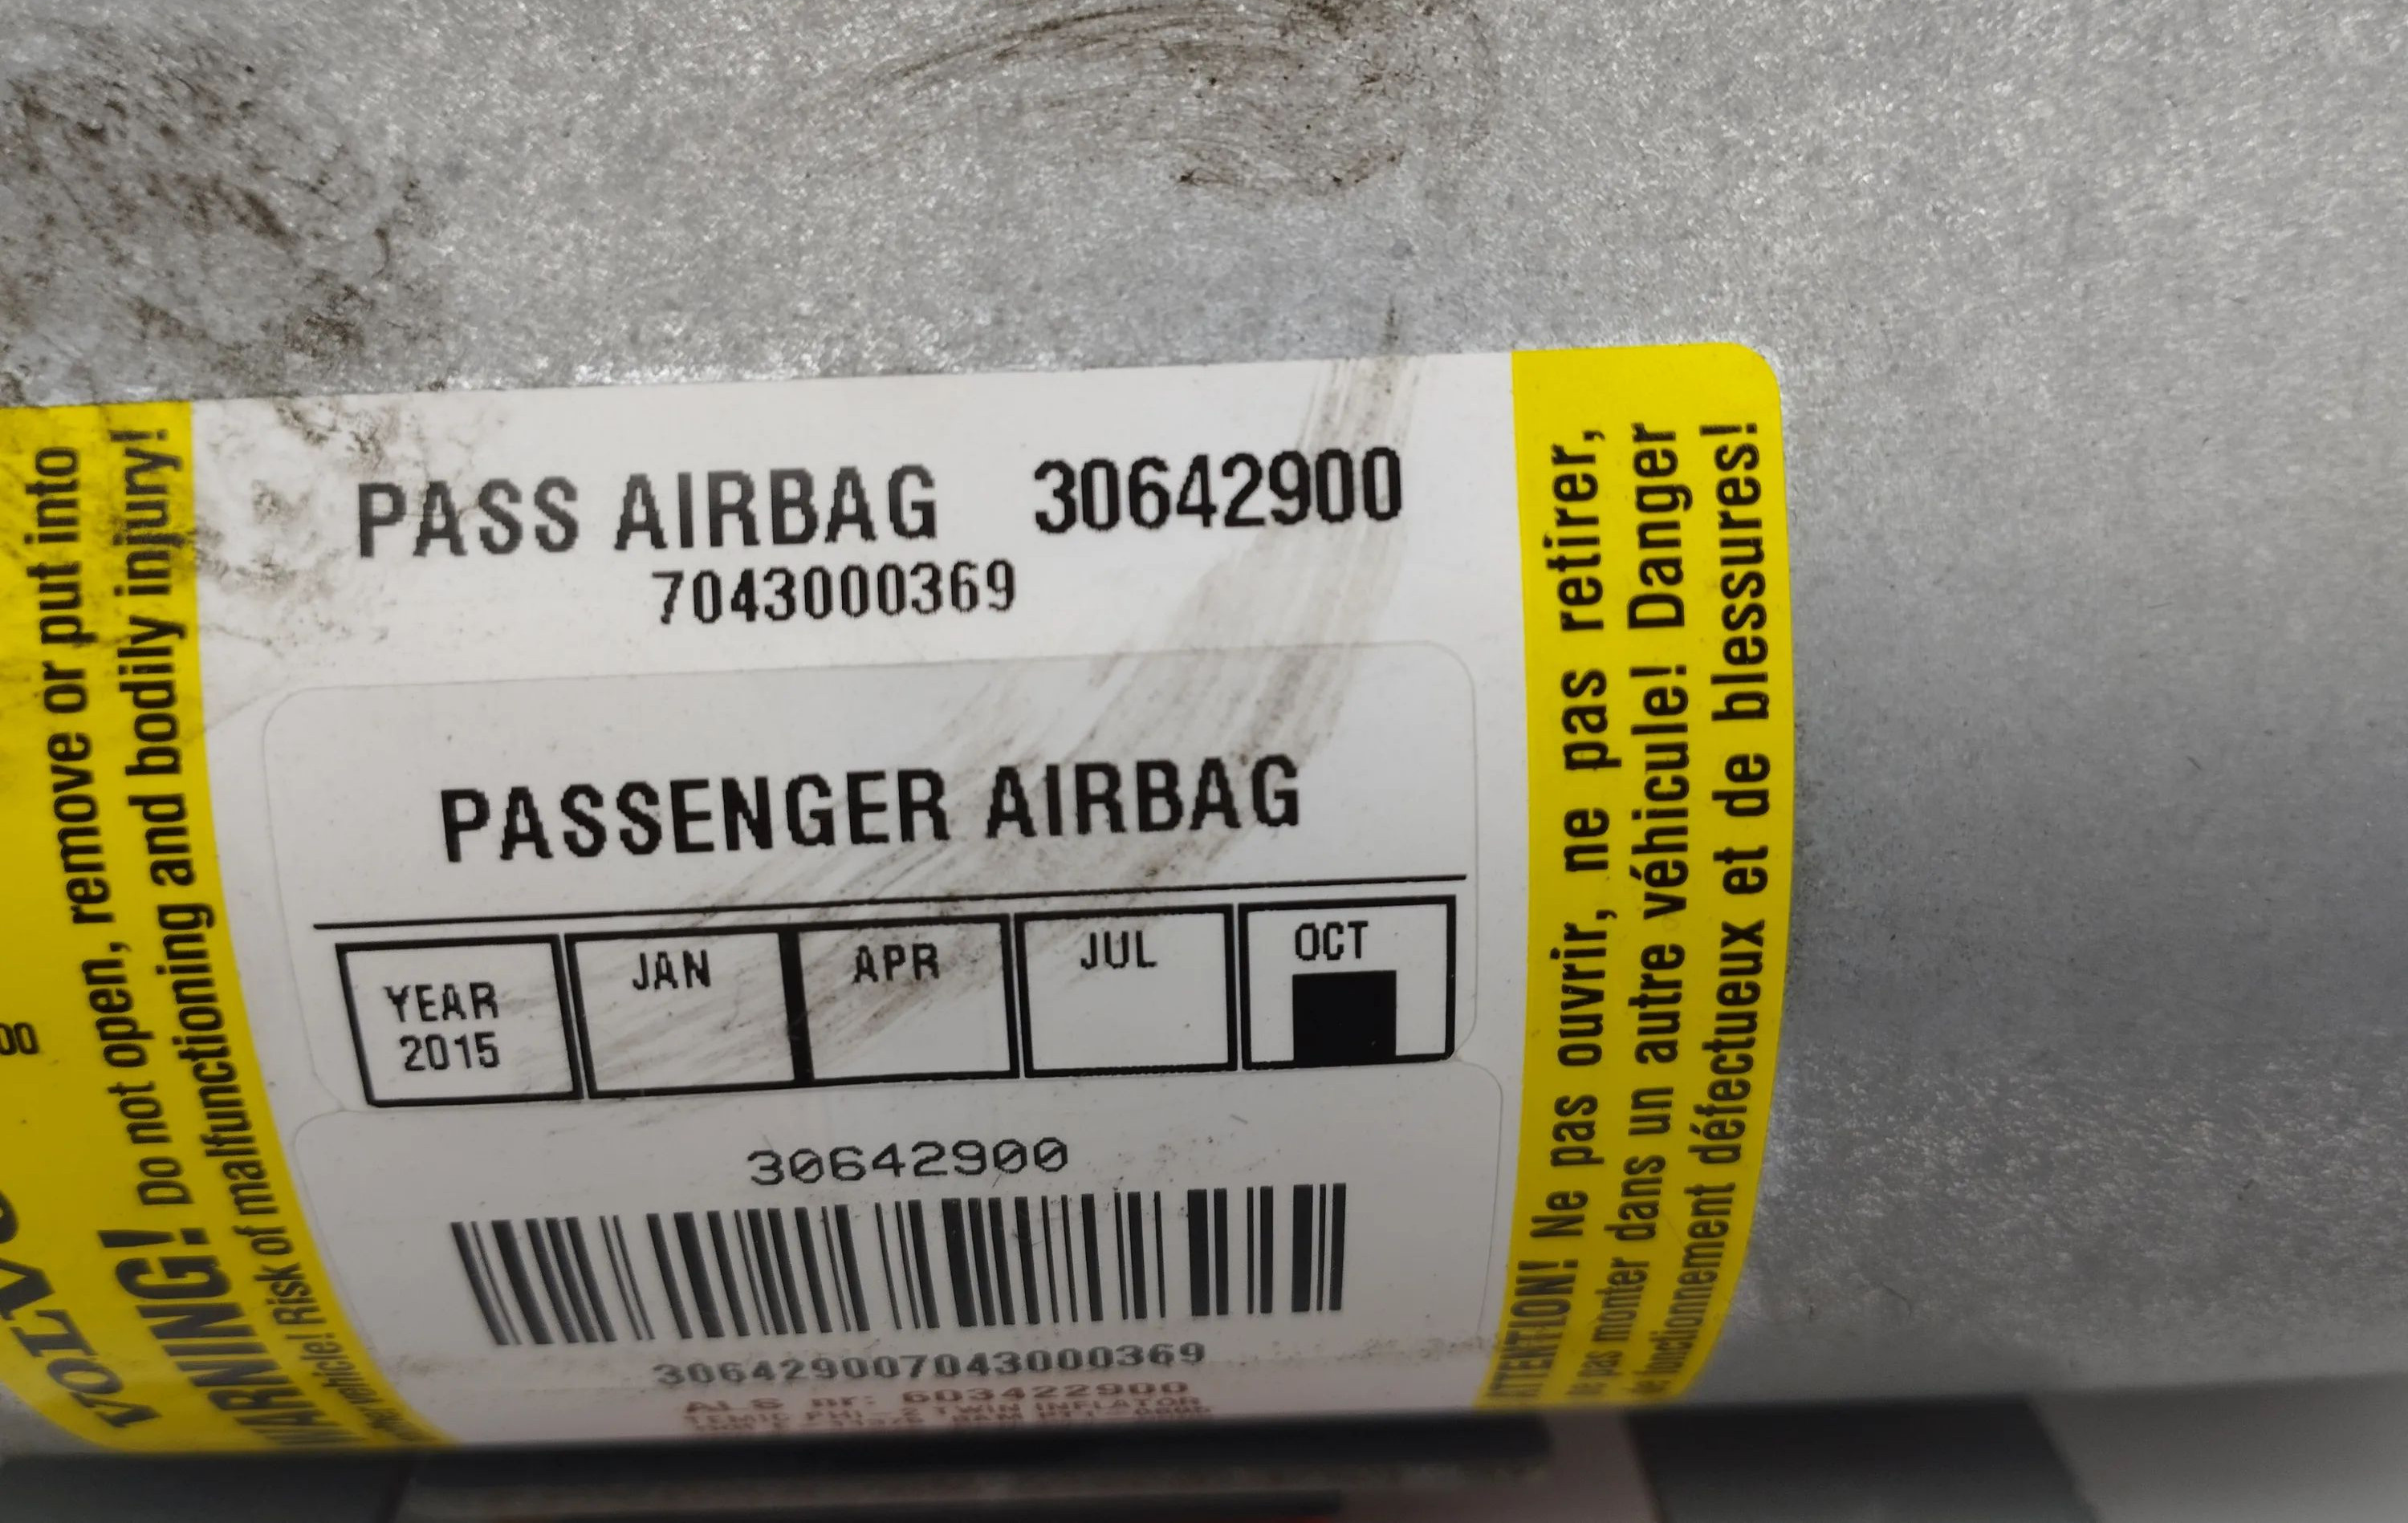 VOLVO
WARNING! Do not open, remove or put into
vehicle! Risk of malfunctioning and bodily injury!
PASS AIRBAG 30642900
7043000369
PASSENGER AIRBAG
YEAR
2015
JAN
APR
JUL
OCT
30642900
306429007043000369
ALS nr: 603422900
TWIN INFLATOR
ATTENTION! Ne pas ouvrir, ne pas retirer,
ne pas monter dans un autre véhicule! Danger
de fonctionnement défectueux et de blessures!